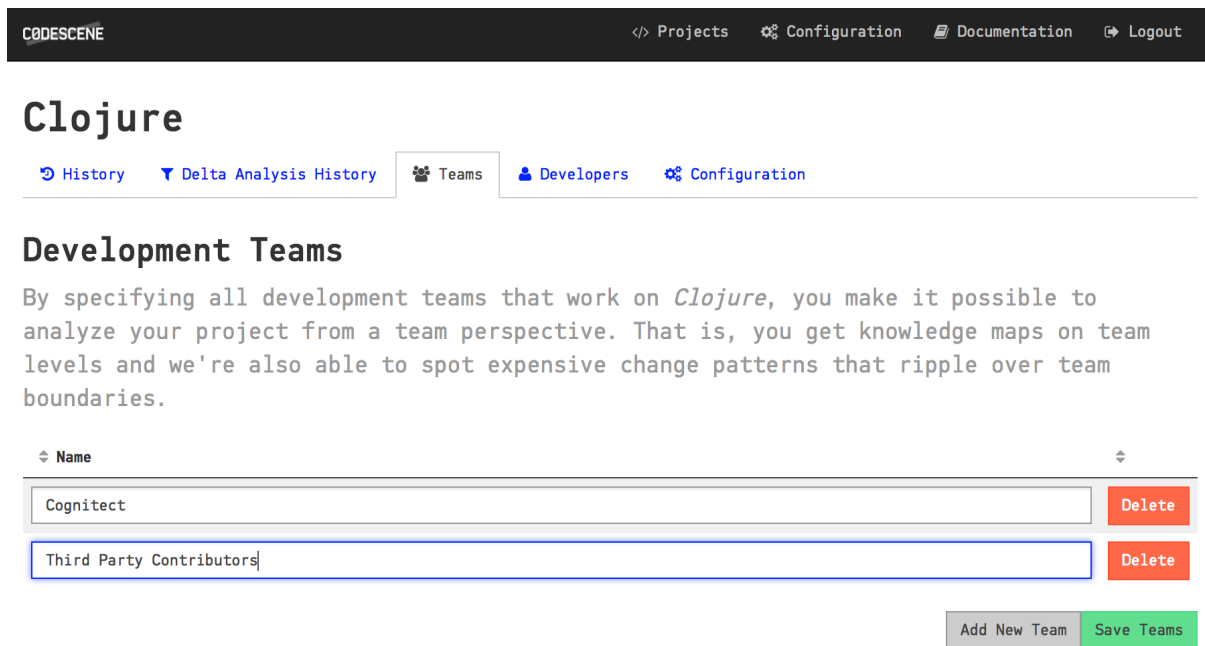 CØDESCENE
Projects Configuration Documentation Logout
Clojure
History Delta Analysis History Teams Developers Configuration
Development Teams
By specifying all development teams that work on Clojure, you make it possible to
analyze your project from a team perspective. That is, you get knowledge maps on team
levels and we're also able to spot expensive change patterns that ripple over team
boundaries.
Name
Cognitect Delete
Third Party Contributors Delete
Add New Team Save Teams